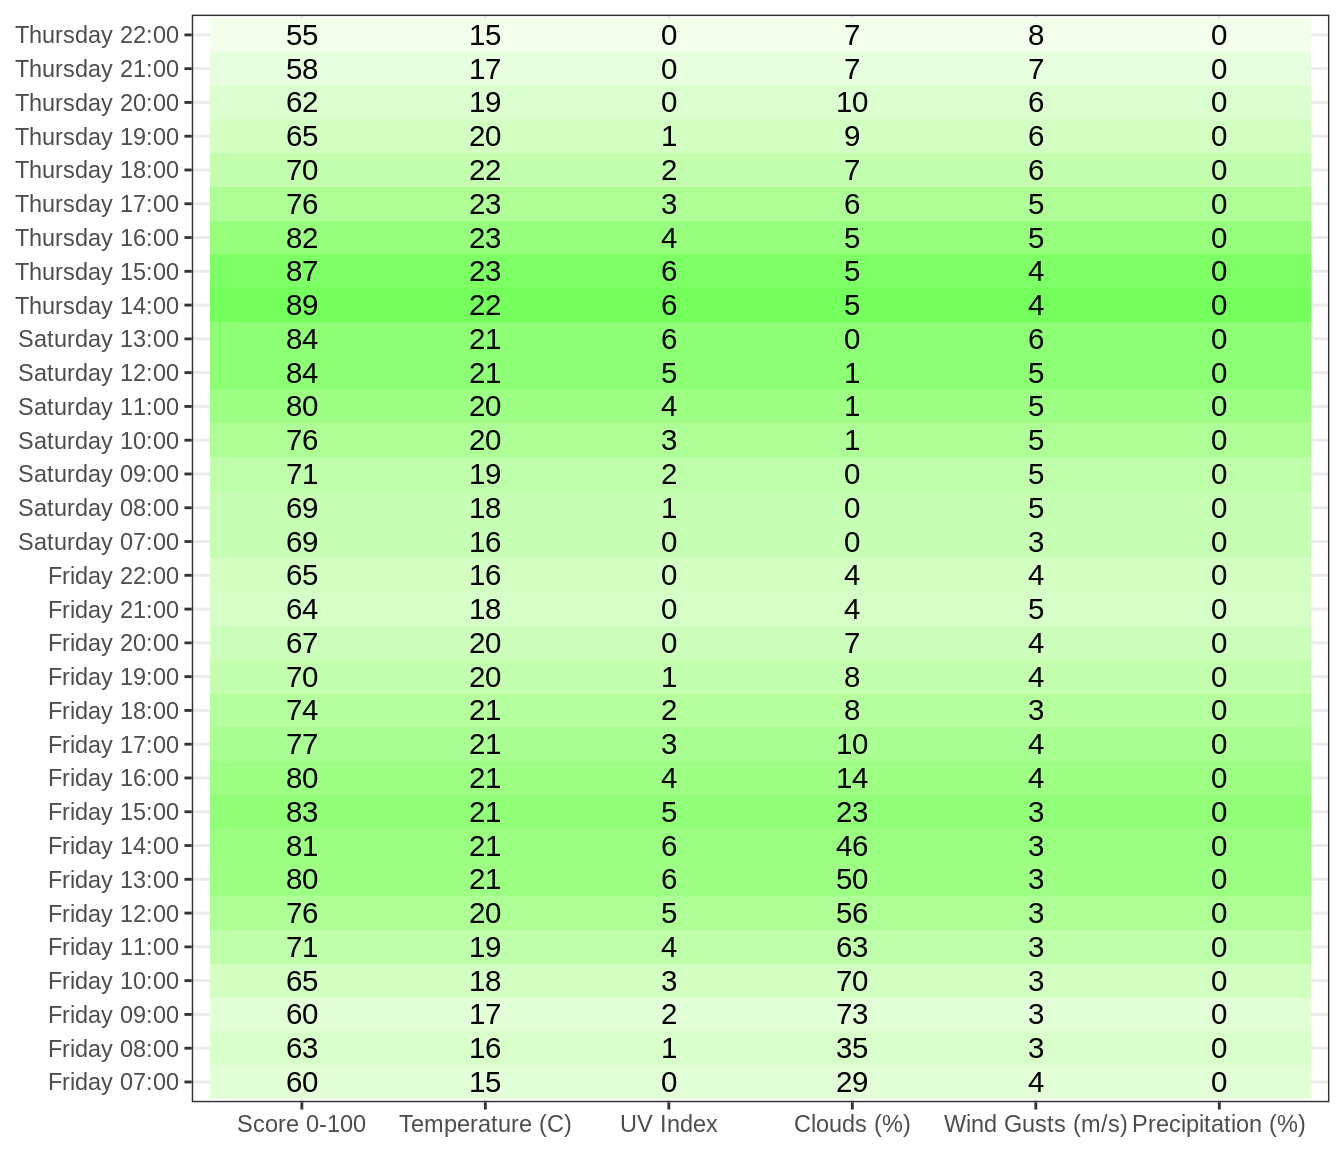 Thursday 22:00 55 15 0 7 8 0
Thursday 21:00 58 17 0 7 7 0
Thursday 20:00 62 19 0 10 6 0
Thursday 19:00 65 20 1 9 6 0
Thursday 18:00 70 22 2 7 6 0
Thursday 17:00 76 23 3 6 5 0
Thursday 16:00 82 23 4 5 5 0
Thursday 15:00 87 23 6 5 4 0
Thursday 14:00 89 22 6 5 4 0
Saturday 13:00 84 21 6 0 6 0
Saturday 12:00 84 21 5 1 5 0
Saturday 11:00 80 20 4 1 5 0
Saturday 10:00 76 20 3 1 5 0
Saturday 09:00 71 19 2 0 5 0
Saturday 08:00 69 18 1 0 5 0
Saturday 07:00 69 16 0 0 3 0
Friday 22:00 65 16 0 4 4 0
Friday 21:00 64 18 0 4 5 0
Friday 20:00 67 20 0 7 4 0
Friday 19:00 70 20 1 8 4 0
Friday 18:00 74 21 2 8 3 0
Friday 17:00 77 21 3 10 4 0
Friday 16:00 80 21 4 14 4 0
Friday 15:00 83 21 5 23 3 0
Friday 14:00 81 21 6 46 3 0
Friday 13:00 80 21 6 50 3 0
Friday 12:00 76 20 5 56 3 0
Friday 11:00 71 19 4 63 3 0
Friday 10:00 65 18 3 70 3 0
Friday 09:00 60 17 2 73 3 0
Friday 08:00 63 16 1 35 3 0
Friday 07:00 60 15 0 29 4 0
Score 0-100 Temperature (C) UV Index Clouds (%) Wind Gusts (m/s) Precipitation (%)